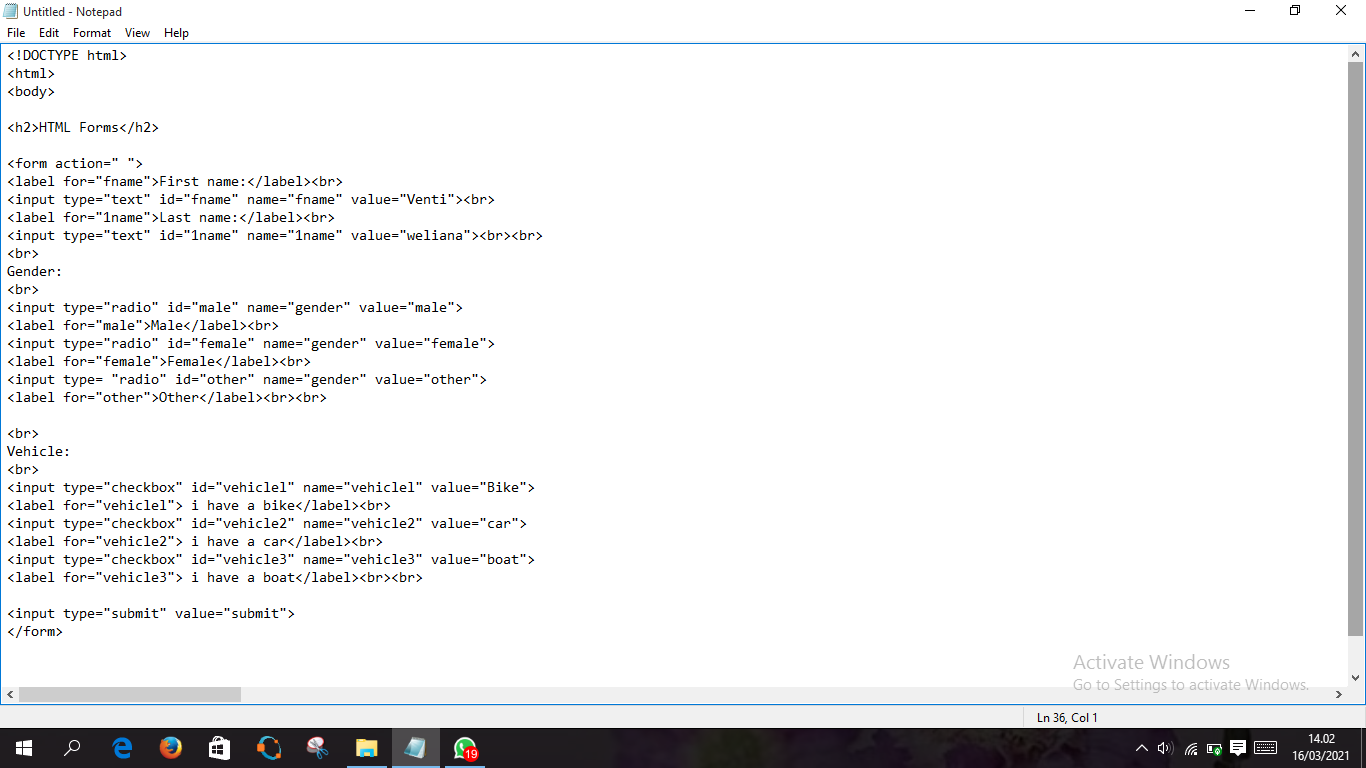 Untitled - Notepad
File Edit Format View Help
<!DOCTYPE html>
<html>
<body>
<h2>HTML Forms</h2>
<form action=" ">
<label for="fname">First name:</label><br>
<input type="text" id="fname" name="fname" value="Venti"><br>
<label for="1name">Last name:</label><br>
<input type="text" id="1name" name="1name" value="weliana"><br><br>
<br>
Gender:
<br>
<input type="radio" id="male" name="gender" value="male">
<label for="male">Male</label><br>
<input type="radio" id="female" name="gender" value="female">
<label for="female">Female</label><br>
<input type= "radio" id="other" name="gender" value="other">
<label for="other">Other</label><br><br>
<br>
Vehicle:
<br>
<input type="checkbox" id="vehiclel" name="vehiclel" value="Bike">
<label for="vehiclel"> i have a bike</label><br>
<input type="checkbox" id="vehicle2" name="vehicle2" value="car">
<label for="vehicle2"> i have a car</label><br>
<input type="checkbox" id="vehicle3" name="vehicle3" value="boat">
<label for="vehicle3"> i have a boat</label><br><br>
<input type="submit" value="submit">
</form>
Activate Windows
Go to Settings to activate Windows.
Ln 36, Col 1
19
14.02
16/03/2021